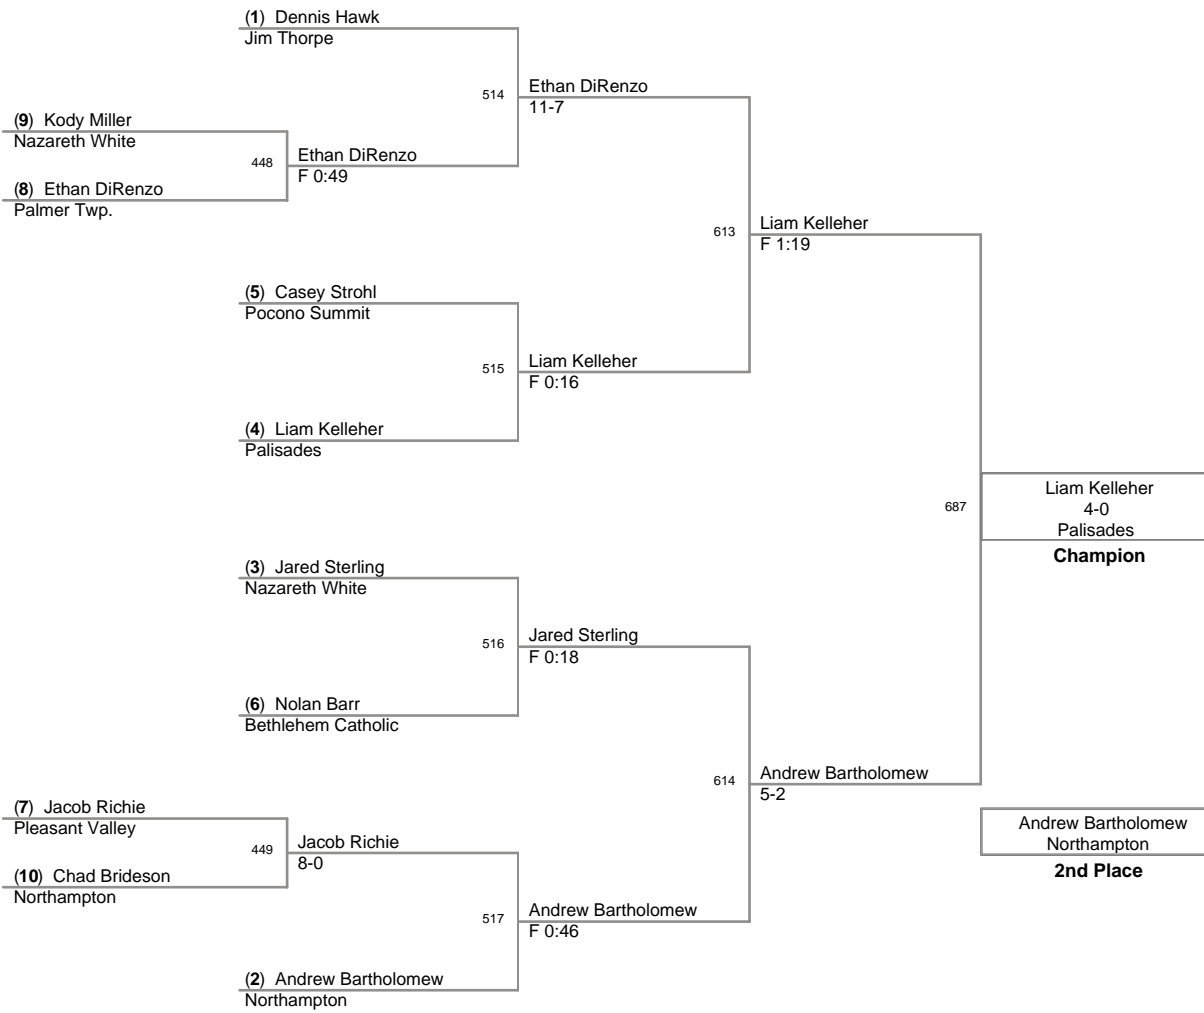 (1) Dennis Hawk
Jim Thorpe
514
Ethan DiRenzo
11-7
(9) Kody Miller
Nazareth White
448
Ethan DiRenzo
F 0:49
(8) Ethan DiRenzo
Palmer Twp.
613
Liam Kelleher
F 1:19
(5) Casey Strohl
Pocono Summit
515
Liam Kelleher
F 0:16
(4) Liam Kelleher
Palisades
687
Liam Kelleher
4-0
Palisades
Champion
(3) Jared Sterling
Nazareth White
516
Jared Sterling
F 0:18
(6) Nolan Barr
Bethlehem Catholic
614
Andrew Bartholomew
5-2
(7) Jacob Richie
Pleasant Valley
449
Jacob Richie
8-0
(10) Chad Brideson
Northampton
517
Andrew Bartholomew
F 0:46
(2) Andrew Bartholomew
Northampton
Andrew Bartholomew
Northampton
2nd Place